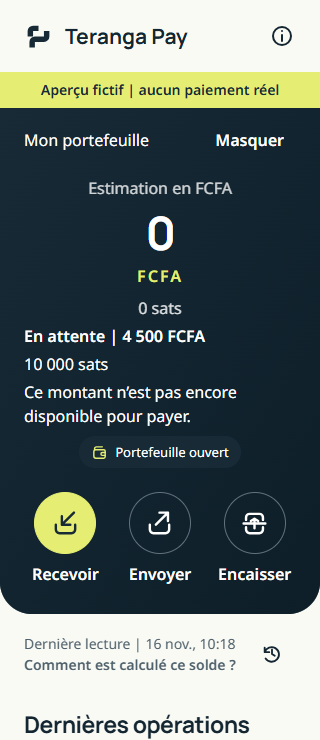 Teranga Pay
Aperçu fictif | aucun paiement réel
Mon portefeuille
Masquer
Estimation en FCFA
0
FCFA
0 sats
En attente | 4 500 FCFA
10 000 sats
Ce montant n’est pas encore
disponible pour payer.
Portefeuille ouvert
Recevoir
Envoyer
Encaisser
Dernière lecture | 16 nov., 10:18
Comment est calculé ce solde ?
Dernières opérations